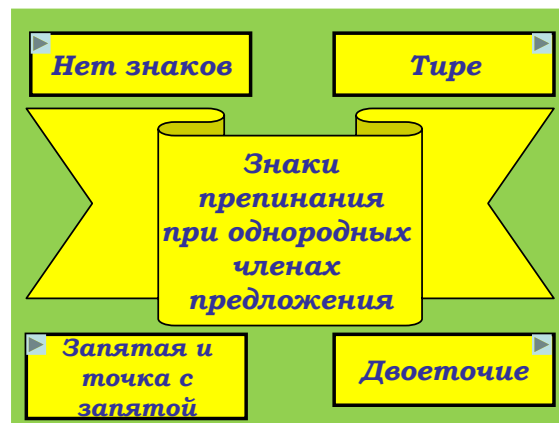 Нет знаков
Тире
Знаки
препинания
при однородных
членах
предложения
Запятая и
точка с
запятой
Двоеточие